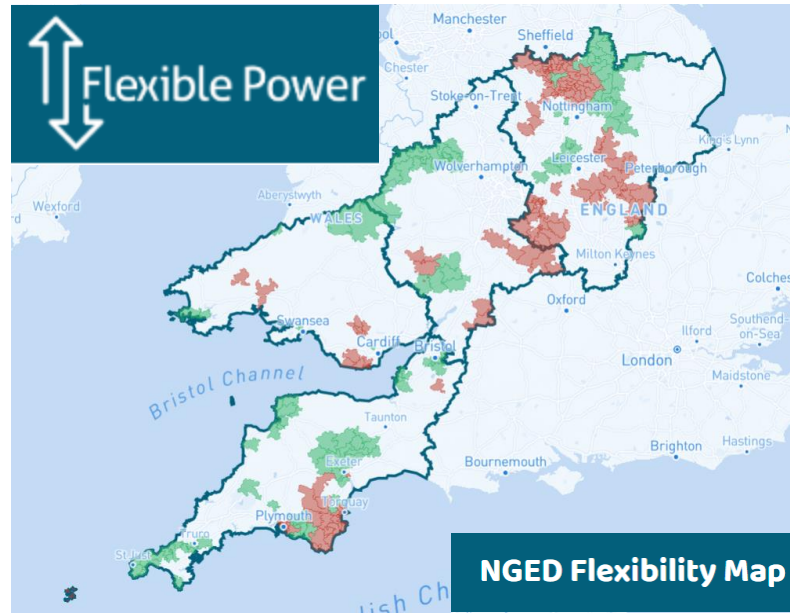 Flexible Power
Manchester
Sheffield
Chester
Stoke-on-Trent
Nottingham
King's Lynn
Leicester
Peterborough
Wolverhampton
Aberystwyth
Wexford
WALES
ENGLAND
Milton Keynes
Colches
Oxford
Swansea
Cardiff
Bristol
Southend-
on-Sea
Ilford
London
Maidstone
Bristol Channel
Taunton
Hastings
Brighton
Bournemouth
Exeter
Torquay
Plymouth
Truro
St Just
lish Ch
NGED Flexibility Map